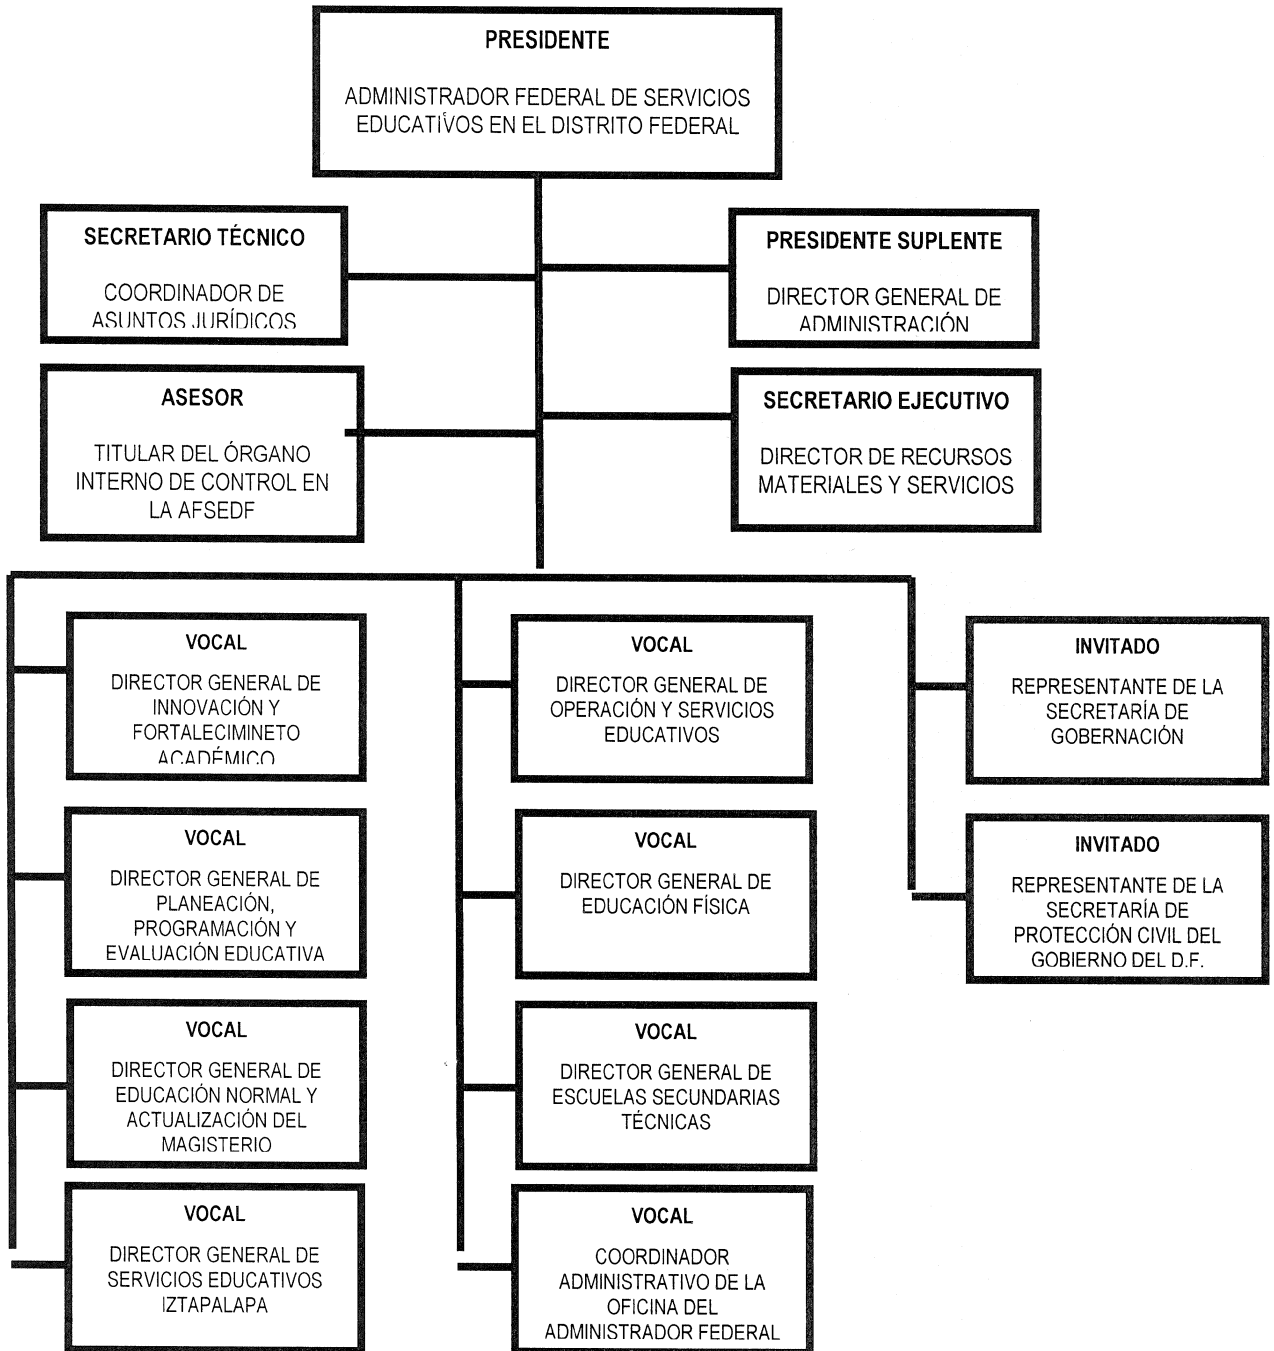 PRESIDENTE
ADMINISTRADOR FEDERAL DE SERVICIOS
EDUCATIVOS EN EL DISTRITO FEDERAL
SECRETARIO TÉCNICO
COORDINADOR DE
ASUNTOS JURÍDICOS
PRESIDENTE SUPLENTE
DIRECTOR GENERAL DE
ADMINISTRACIÓN
ASESOR
TITULAR DEL ÓRGANO
INTERNO DE CONTROL EN
LA AFSEDF
SECRETARIO EJECUTIVO
DIRECTOR DE RECURSOS
MATERIALES Y SERVICIOS
VOCAL
DIRECTOR GENERAL DE
INNOVACIÓN Y
FORTALECIMINETO
ACADÉMICO
VOCAL
DIRECTOR GENERAL DE
OPERACIÓN Y SERVICIOS
EDUCATIVOS
INVITADO
REPRESENTANTE DE LA
SECRETARÍA DE
GOBERNACIÓN
VOCAL
DIRECTOR GENERAL DE
PLANEACIÓN,
PROGRAMACIÓN Y
EVALUACIÓN EDUCATIVA
VOCAL
DIRECTOR GENERAL DE
EDUCACIÓN FÍSICA
INVITADO
REPRESENTANTE DE LA
SECRETARÍA DE
PROTECCIÓN CIVIL DEL
GOBIERNO DEL D.F.
VOCAL
DIRECTOR GENERAL DE
EDUCACIÓN NORMAL Y
ACTUALIZACIÓN DEL
MAGISTERIO
VOCAL
DIRECTOR GENERAL DE
ESCUELAS SECUNDARIAS
TÉCNICAS
VOCAL
DIRECTOR GENERAL DE
SERVICIOS EDUCATIVOS
IZTAPALAPA
VOCAL
COORDINADOR
ADMINISTRATIVO DE LA
OFICINA DEL
ADMINISTRADOR FEDERAL